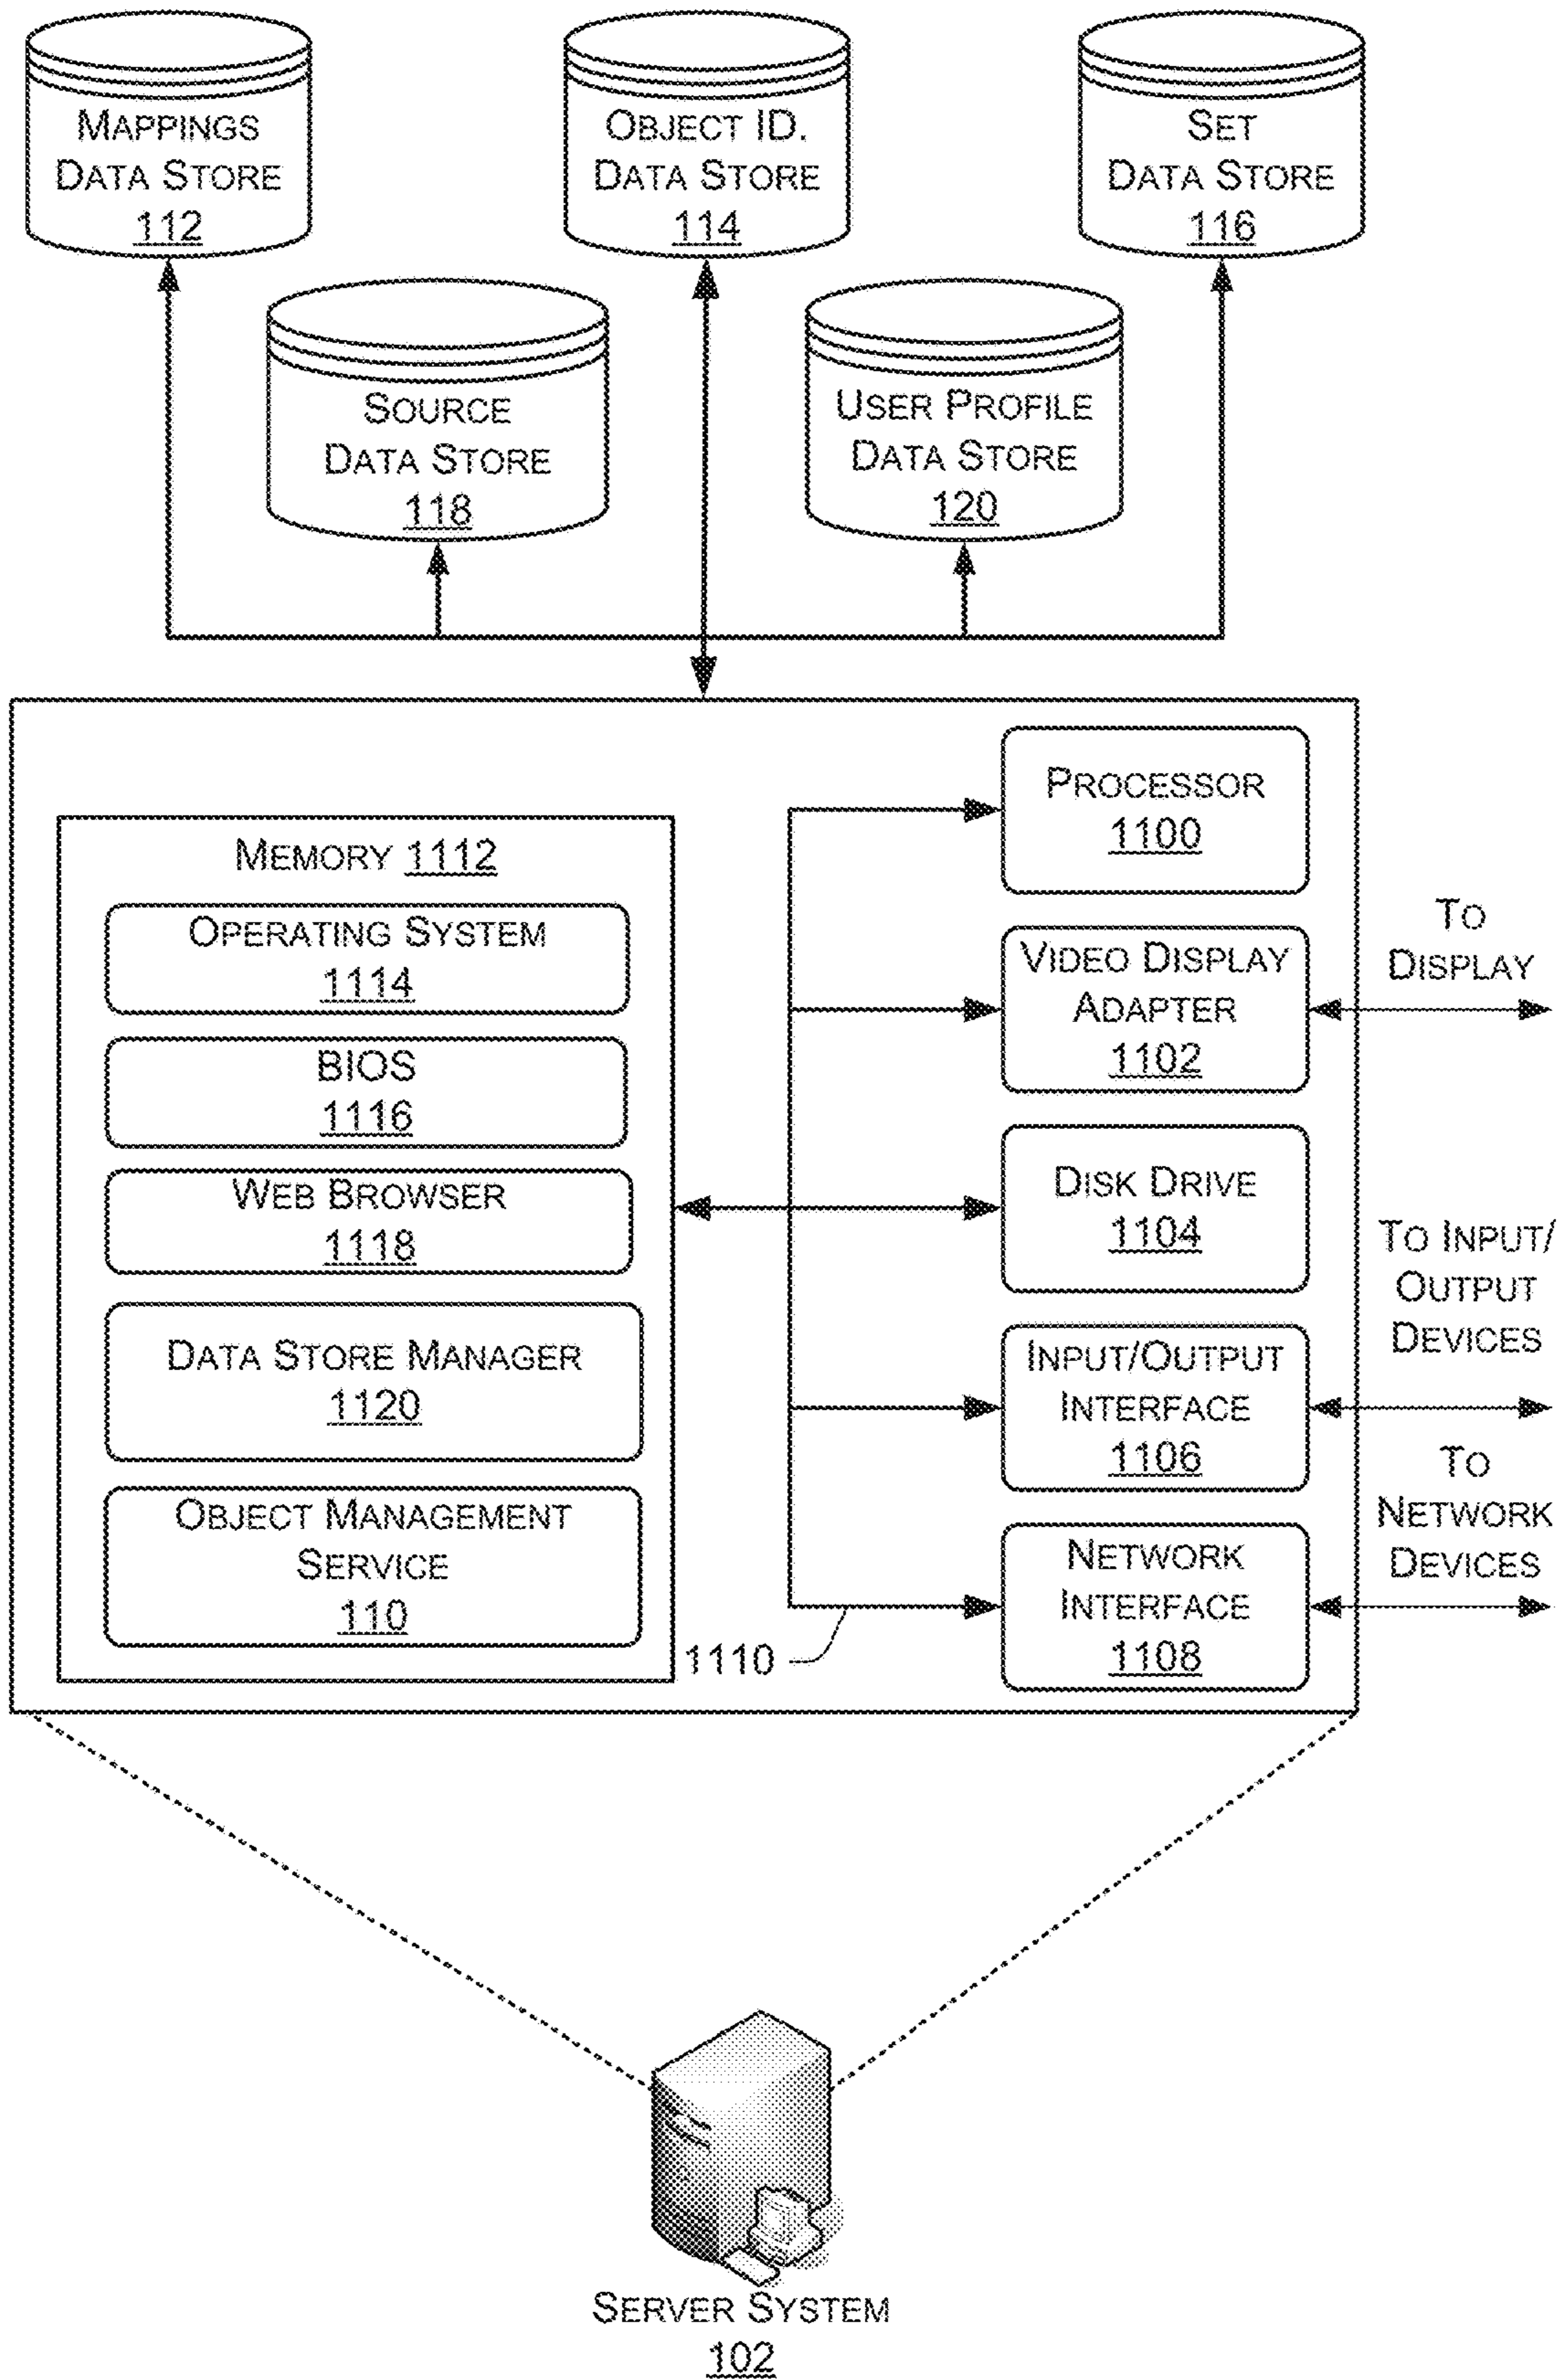 MAPPINGS
DATA STORE
112
OBJECT ID.
DATA STORE
114
SET
DATA STORE
116
SOURCE
DATA STORE
118
USER PROFILE
DATA STORE
120
MEMORY 1112
OPERATING SYSTEM
1114
BIOS
1116
WEB BROWSER
1118
DATA STORE MANAGER
1120
OBJECT MANAGEMENT
SERVICE
110
PROCESSOR
1100
VIDEO DISPLAY
ADAPTER
1102
DISK DRIVE
1104
INPUT/OUTPUT
INTERFACE
1106
NETWORK
INTERFACE
1108
1110
TO
DISPLAY
TO INPUT/
OUTPUT
DEVICES
TO
NETWORK
DEVICES
SERVER SYSTEM
102